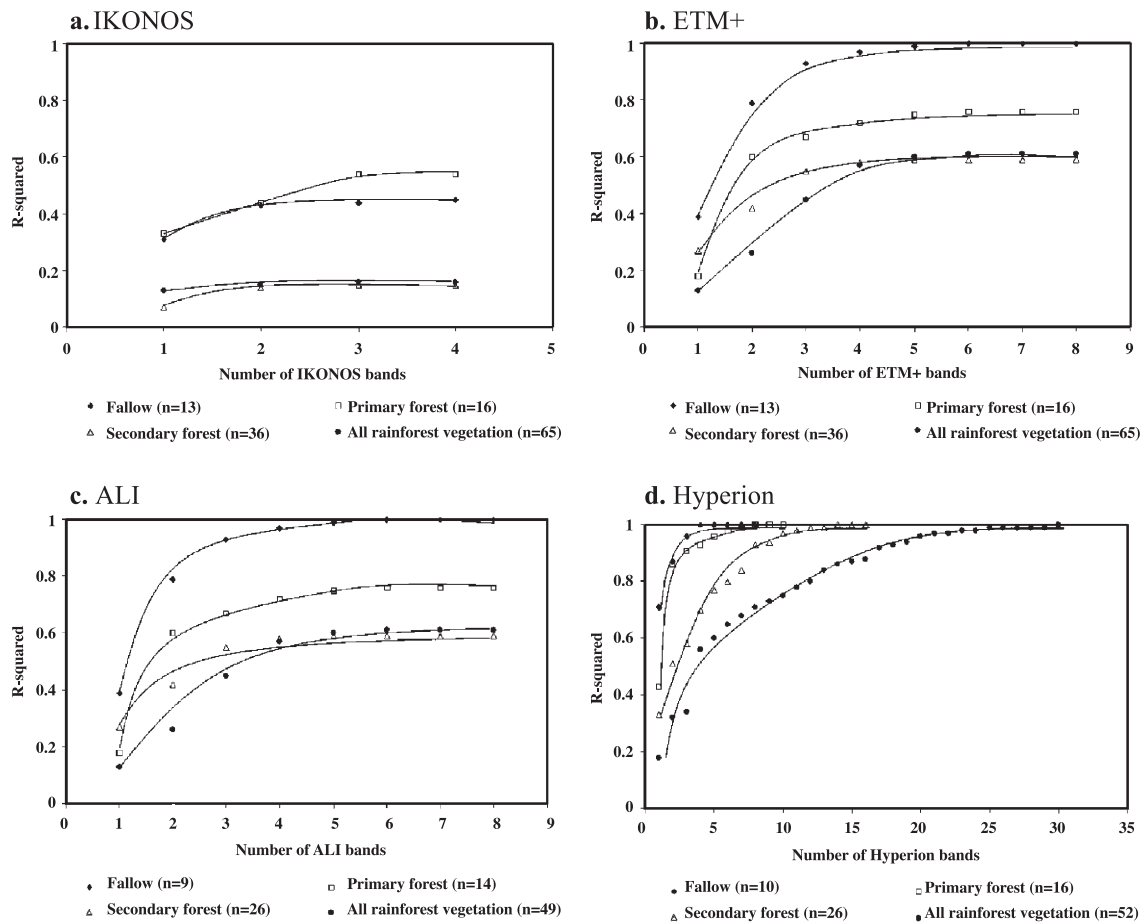 a. IKONOS
1
0.8
0.6
0.4
0.2
0
R-squared
0 1 2 3 4 5
Number of IKONOS bands
Fallow (n=13)
Primary forest (n=16)
Secondary forest (n=36)
All rainforest vegetation (n=65)
b. ETM+
1
0.8
0.6
0.4
0.2
0
R-squared
0 1 2 3 4 5 6 7 8 9
Number of ETM+ bands
Fallow (n=13)
Primary forest (n=16)
Secondary forest (n=36)
All rainforest vegetation (n=65)
c. ALI
1
0.8
0.6
0.4
0.2
0
R-squared
0 1 2 3 4 5 6 7 8 9
Number of ALI bands
Fallow (n=9)
Primary forest (n=14)
Secondary forest (n=26)
All rainforest vegetation (n=49)
d. Hyperion
1
0.8
0.6
0.4
0.2
0
R-squared
0 5 10 15 20 25 30 35
Number of Hyperion bands
Fallow (n=10)
Primary forest (n=16)
Secondary forest (n=26)
All rainforest vegetation (n=52)